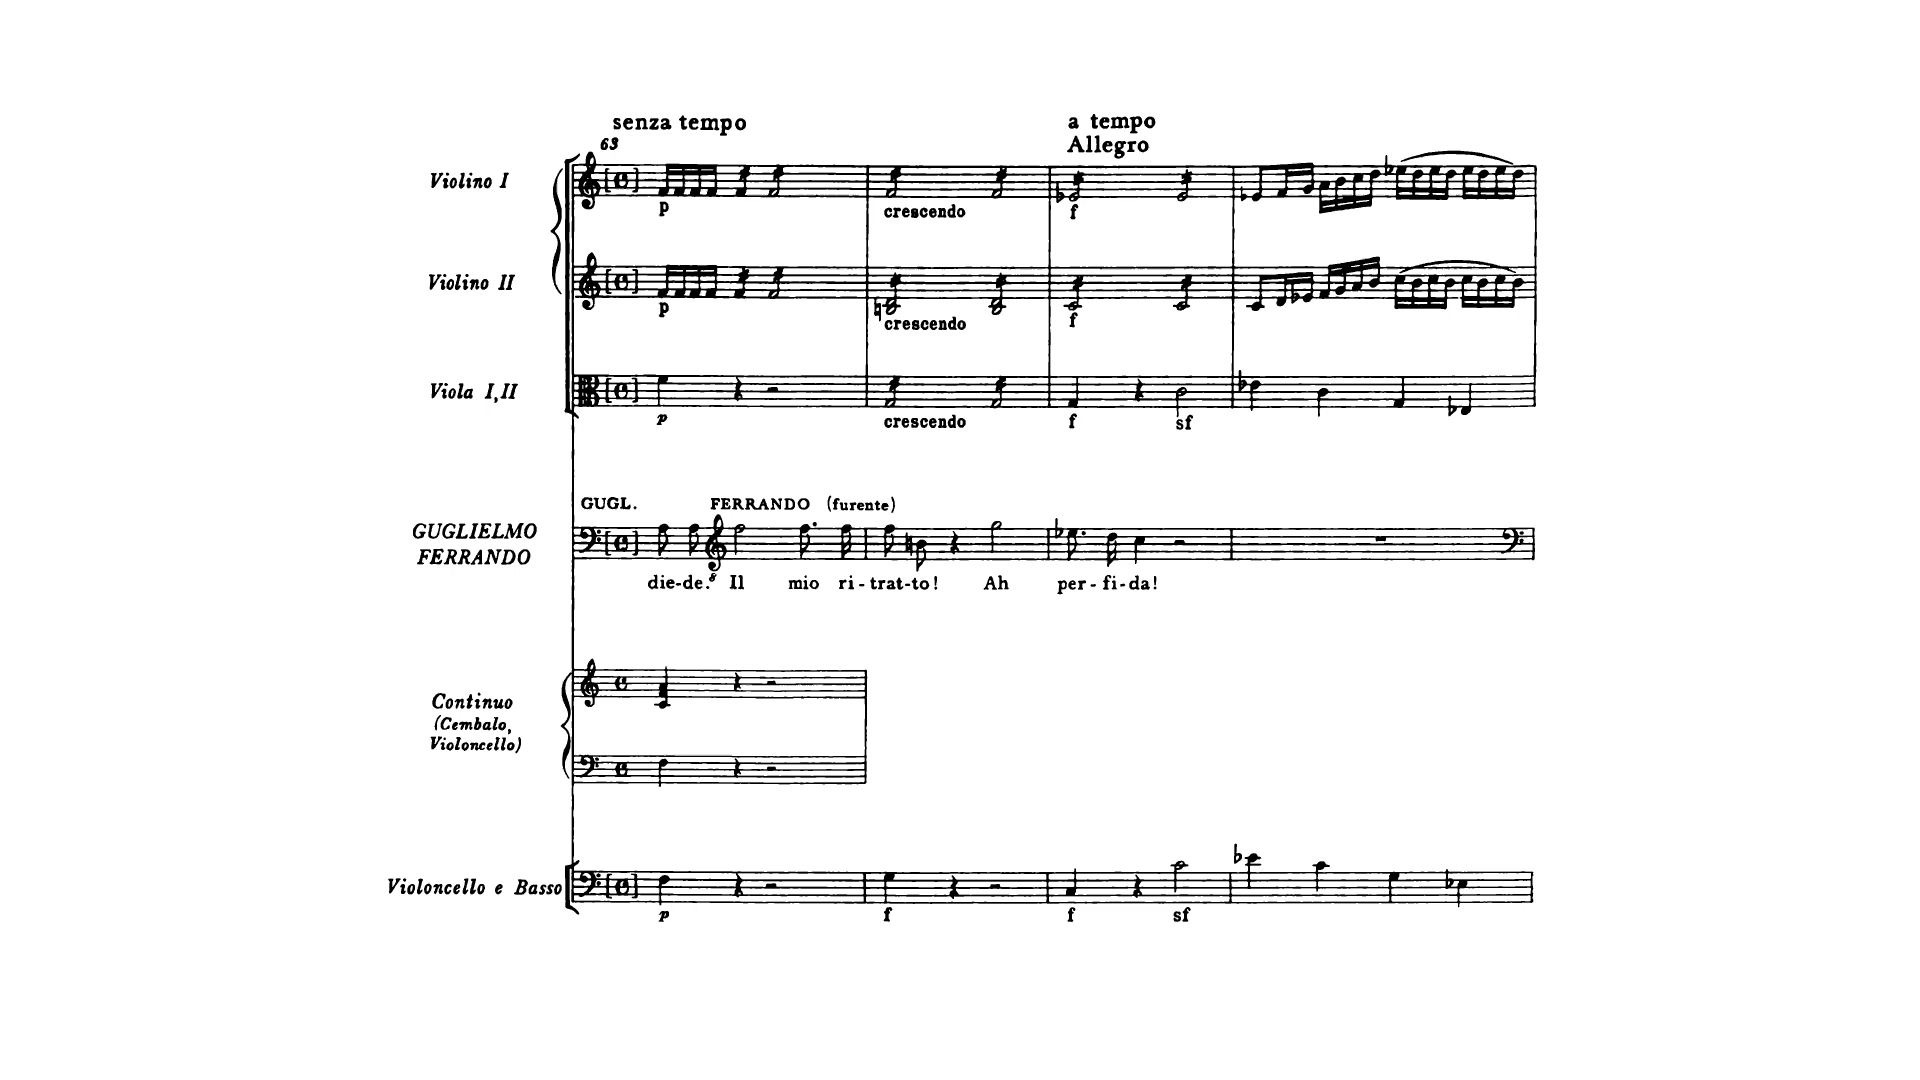 senza tempo
a tempo
63
Allegro
Violino I
p
crescendo
f
Violino II
p
crescendo
f
Viola I,II
p
crescendo
f
sf
GUGL.
FERRANDO (furente)
GUGLIELMO
FERRANDO
8
die-de. Il mio ri-trat-to! Ah per-fi-da!
Continuo
(Cembalo,
Violoncello)
Violoncello e Basso
p
f
f
sf